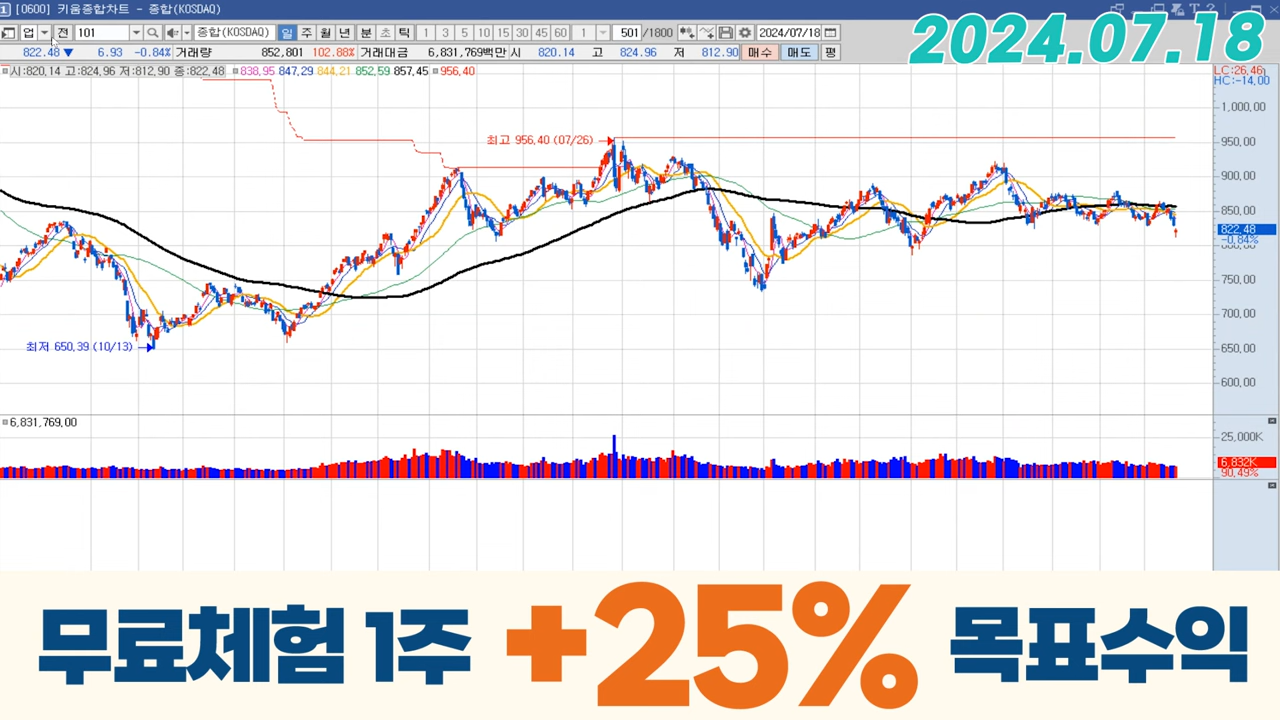 [0600] 키움종합차트 - 종합(KOSDAQ)
2024.07.18
업 전 101 종합(KOSDAQ) 일 주 월 년 분 초 틱 1 3 5 10 15 20 30 45 60 1 501 /1800 2024/07/18
822.48 ▼ 6.93 -0.84% 거래량 852,801 102.88% 거래대금 6,831,769백만 시 820.14 고 824.96 저 812.90 매수 매도 평
시:820,14 고:824,96 저:812,90 종:822,48 838,95 847,29 844,21 852,59 857,45 956,40
LC:26,46
HC:-14,00
1,000,00
최고 956,40 (07/26)
950,00
900,00
850,00
822,48
-0,84%
800,00
750,00
700,00
최저 650,39 (10/13)
650,00
600,00
6,831,769,00
25,000K
6,832K
90,49%
무료체험 1주 +25% 목표수익